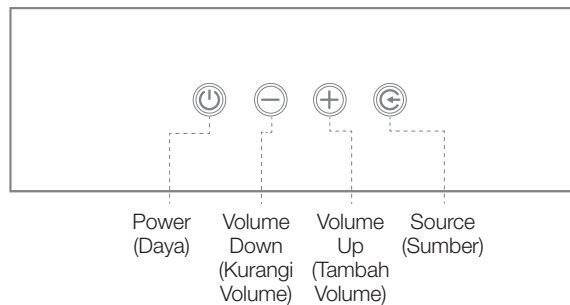 Power
(Daya)
Volume
Down
(Kurangi
Volume)
Volume
Up
(Tambah
Volume)
Source
(Sumber)